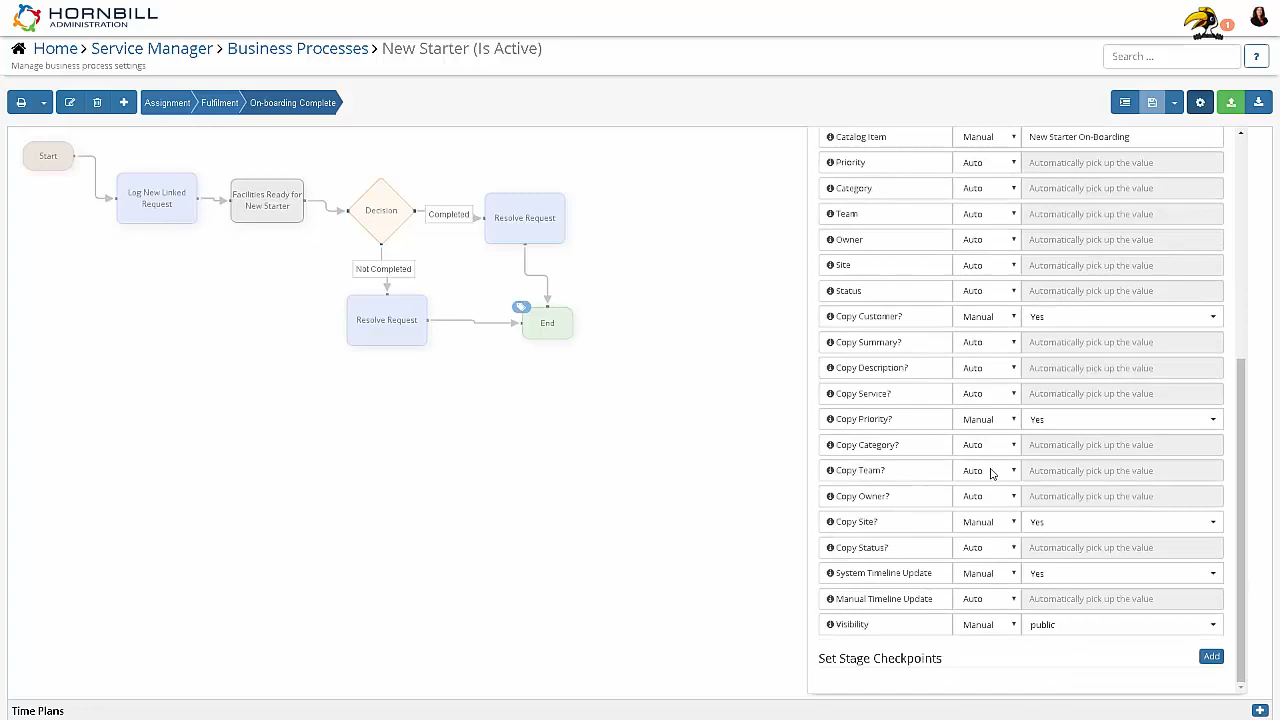 HORNBILL
ADMINISTRATION
1
Home > Service Manager > Business Processes > New Starter (Is Active)
Manage business process settings
Search ...
?
Assignment
Fulfilment
On-boarding Complete
Start
Log New Linked
Request
Facilities Ready for
New Starter
Decision
Completed
Resolve Request
Not Completed
Resolve Request
End
Catalog Item Manual New Starter On-Boarding
Priority Auto Automatically pick up the value
Category Auto Automatically pick up the value
Team Auto Automatically pick up the value
Owner Auto Automatically pick up the value
Site Auto Automatically pick up the value
Status Auto Automatically pick up the value
Copy Customer? Manual Yes
Copy Summary? Auto Automatically pick up the value
Copy Description? Auto Automatically pick up the value
Copy Service? Auto Automatically pick up the value
Copy Priority? Manual Yes
Copy Category? Auto Automatically pick up the value
Copy Team? Auto Automatically pick up the value
Copy Owner? Auto Automatically pick up the value
Copy Site? Manual Yes
Copy Status? Auto Automatically pick up the value
System Timeline Update Manual Yes
Manual Timeline Update Auto Automatically pick up the value
Visibility Manual public
Set Stage Checkpoints Add
Time Plans